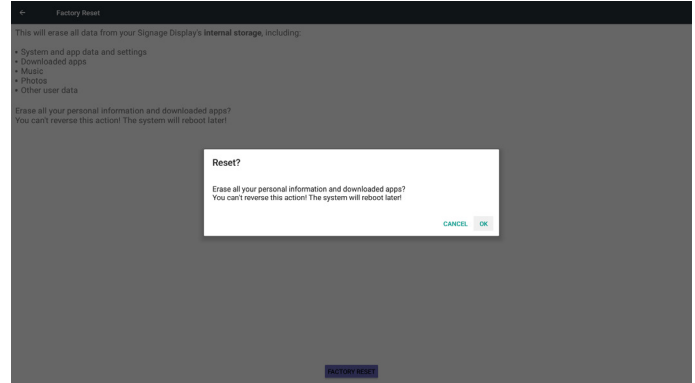 ← Factory Reset
This will erase all data from your Signage Display's internal storage, including:
• System and app data and settings
• Downloaded apps
• Music
• Photos
• Other user data
Erase all your personal information and downloaded apps?
You can't reverse this action! The system will reboot later!
Reset?
Erase all your personal information and downloaded apps?
You can't reverse this action! The system will reboot later!
CANCEL OK
FACTORY RESET